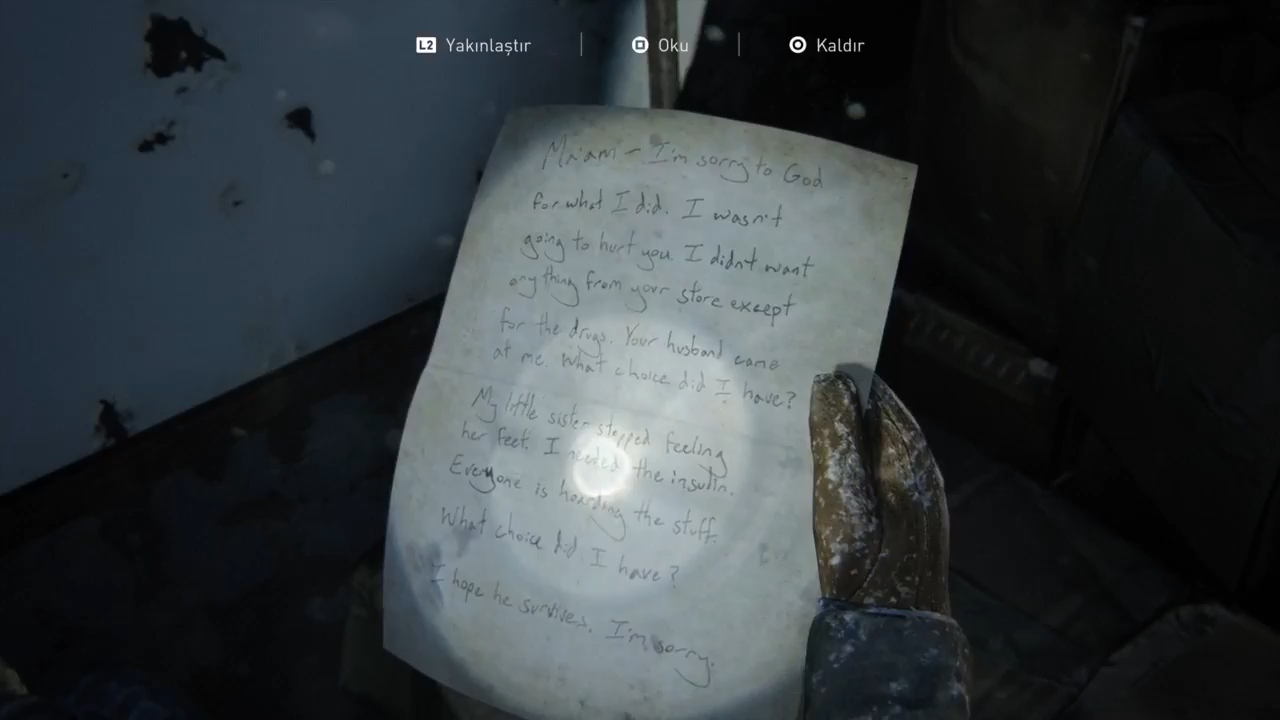 L2 Yakınlaştır Oku Kaldır
Ma'am - I'm sorry to God
for what I did. I wasn't
going to hurt you. I didn't want
anything from your store except
for the drugs. Your husband came
at me. What choice did I have?
My little sister stopped feeling
her feet. I needed the insulin.
Everyone is hoarding the stuff.
What choice did I have?
I hope he survives. I'm sorry.